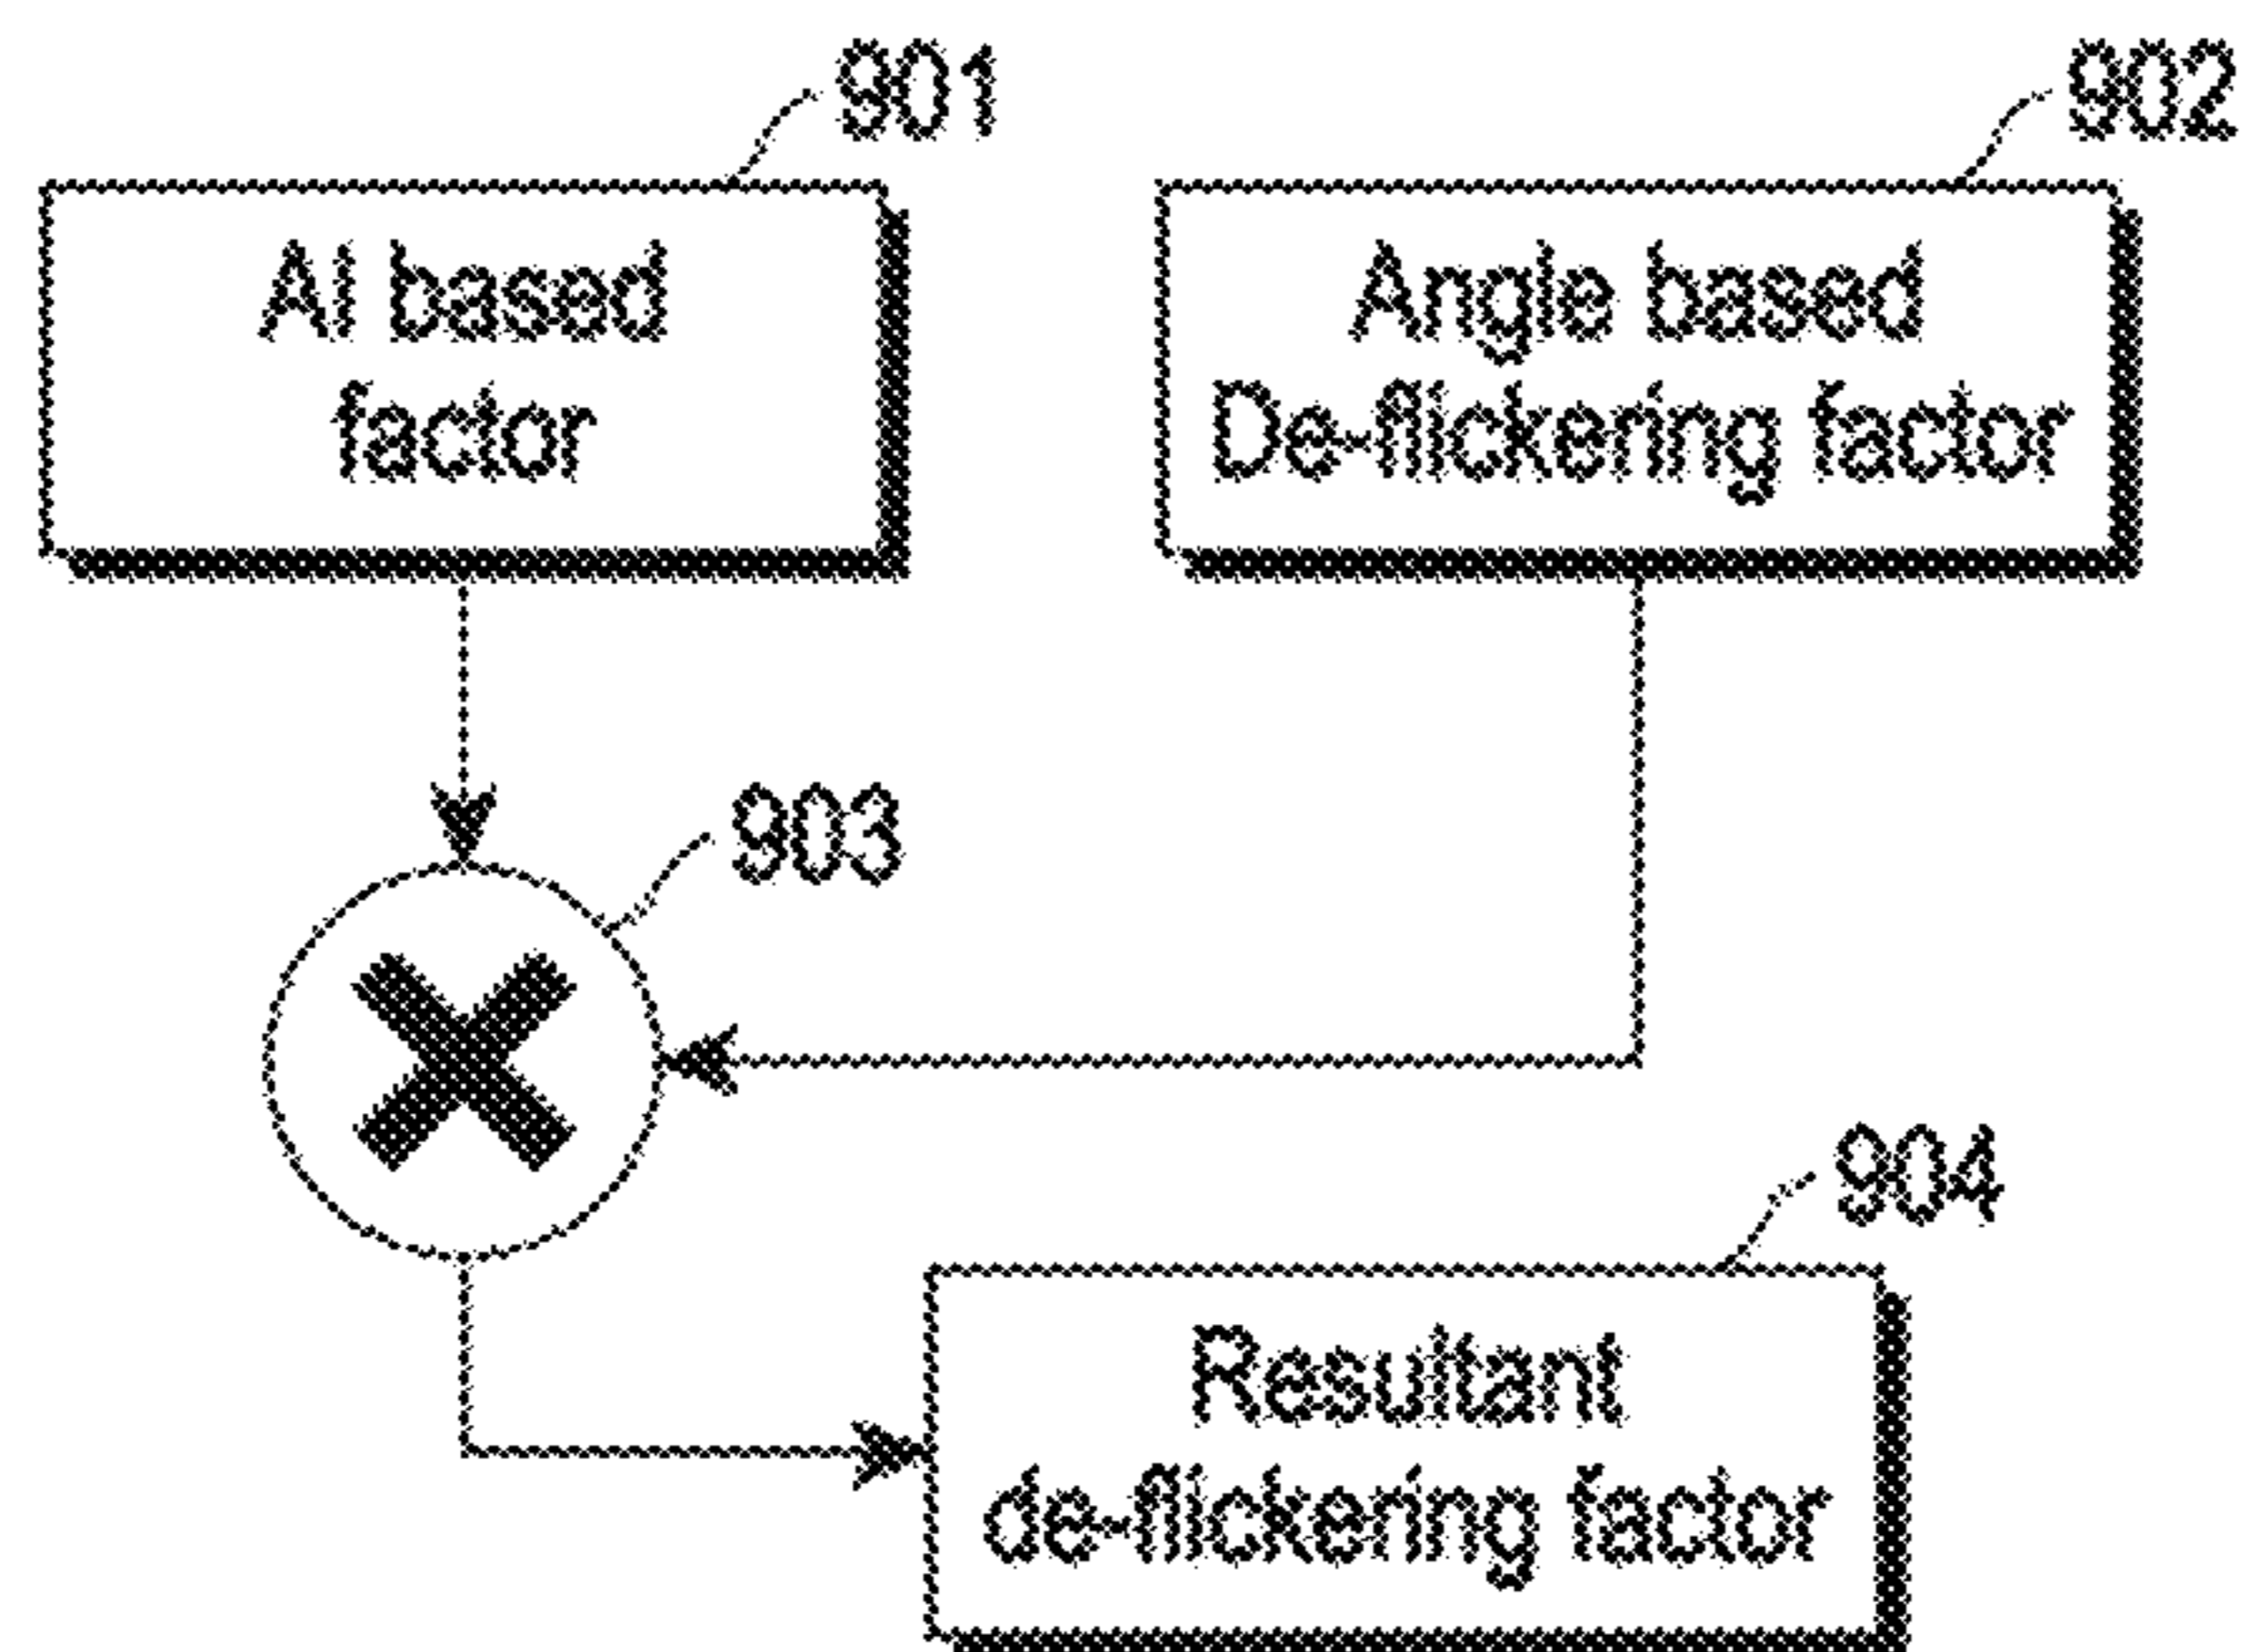 901
902
AI based
factor
Angle based
De-flickering factor
903
904
Resultant
de-flickering factor